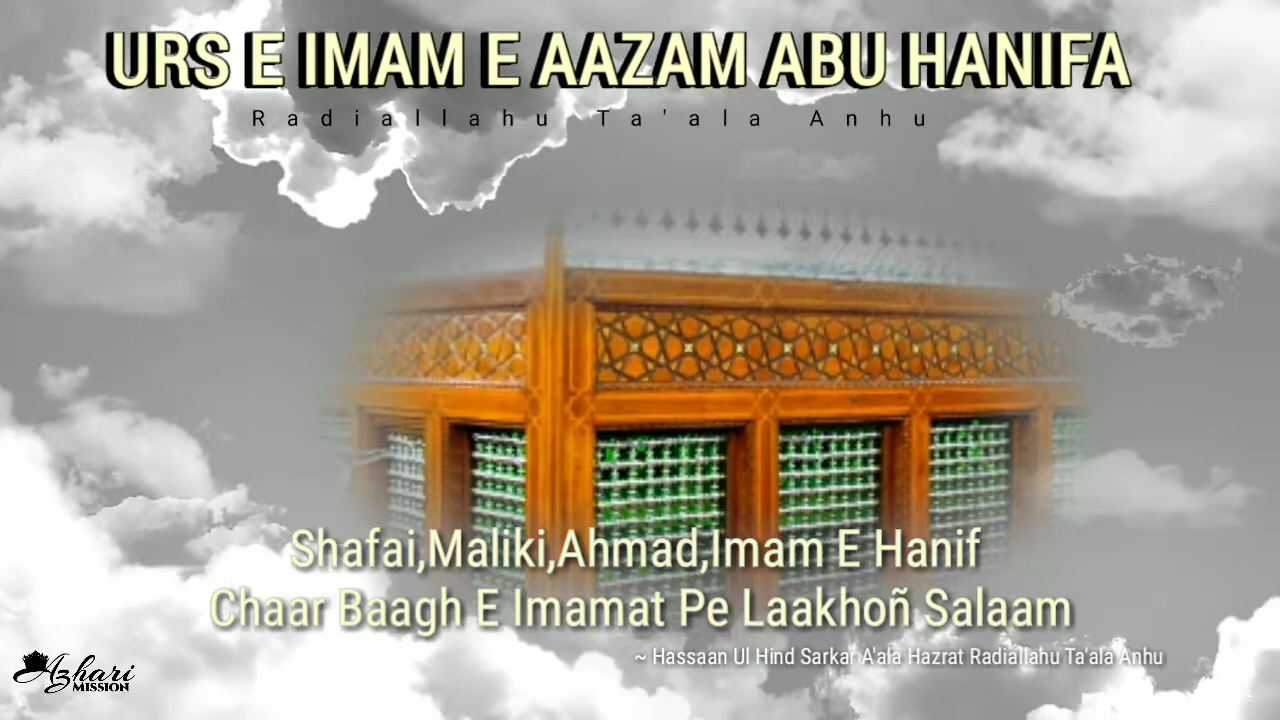 URS E IMAM E AAZAM ABU HANIFA
Radiallahu Ta'ala Anhu
Shafai,Maliki,Ahmad,Imam E Hanif
Chaar Baagh E Imamat Pe Laakhoñ Salaam
~ Hassaan Ul Hind Sarkar A'ala Hazrat Radiallahu Ta'ala Anhu
Azhari
MISSION